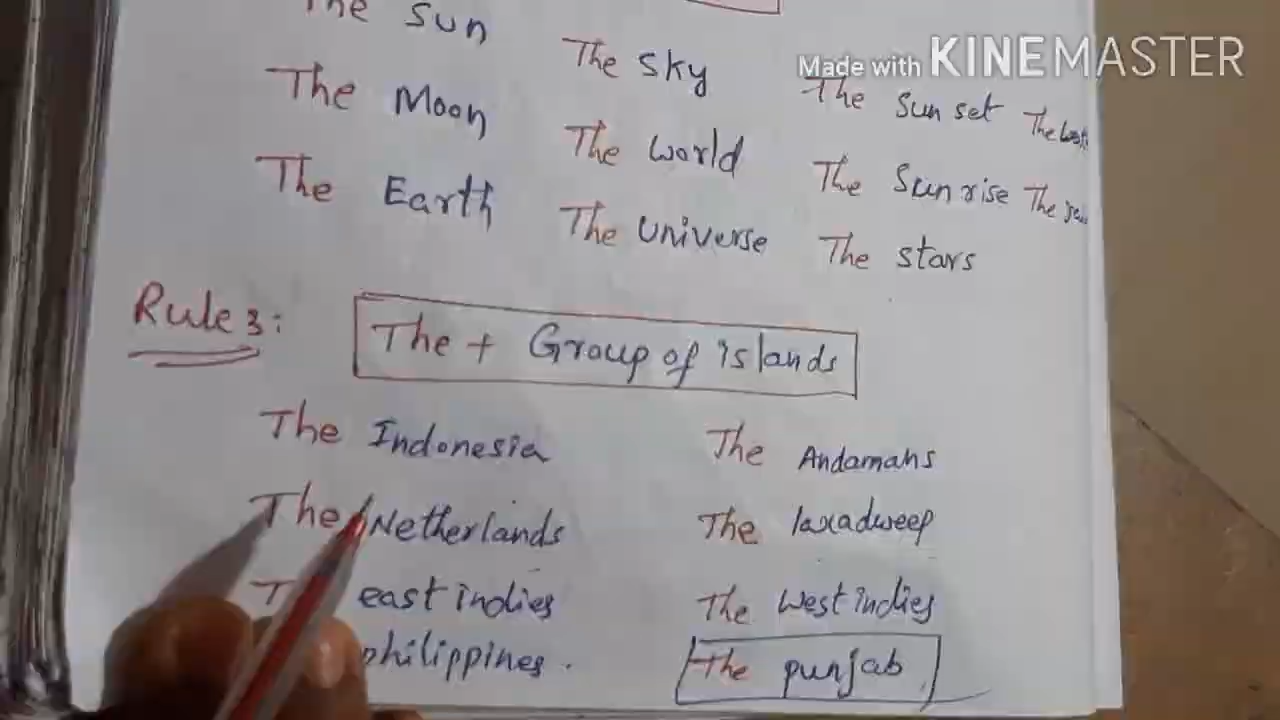 The Sun
The Sky
Made with KINEMASTER
The Moon
The Sun set The
The world
The Earth
The Sun rise The
The Universe
The stars
Rule 3:
The + Group of islands
The Indonesia
The Andamans
The Netherlands
The laxadweep
T east indies
The West indies
philippines.
The punjab